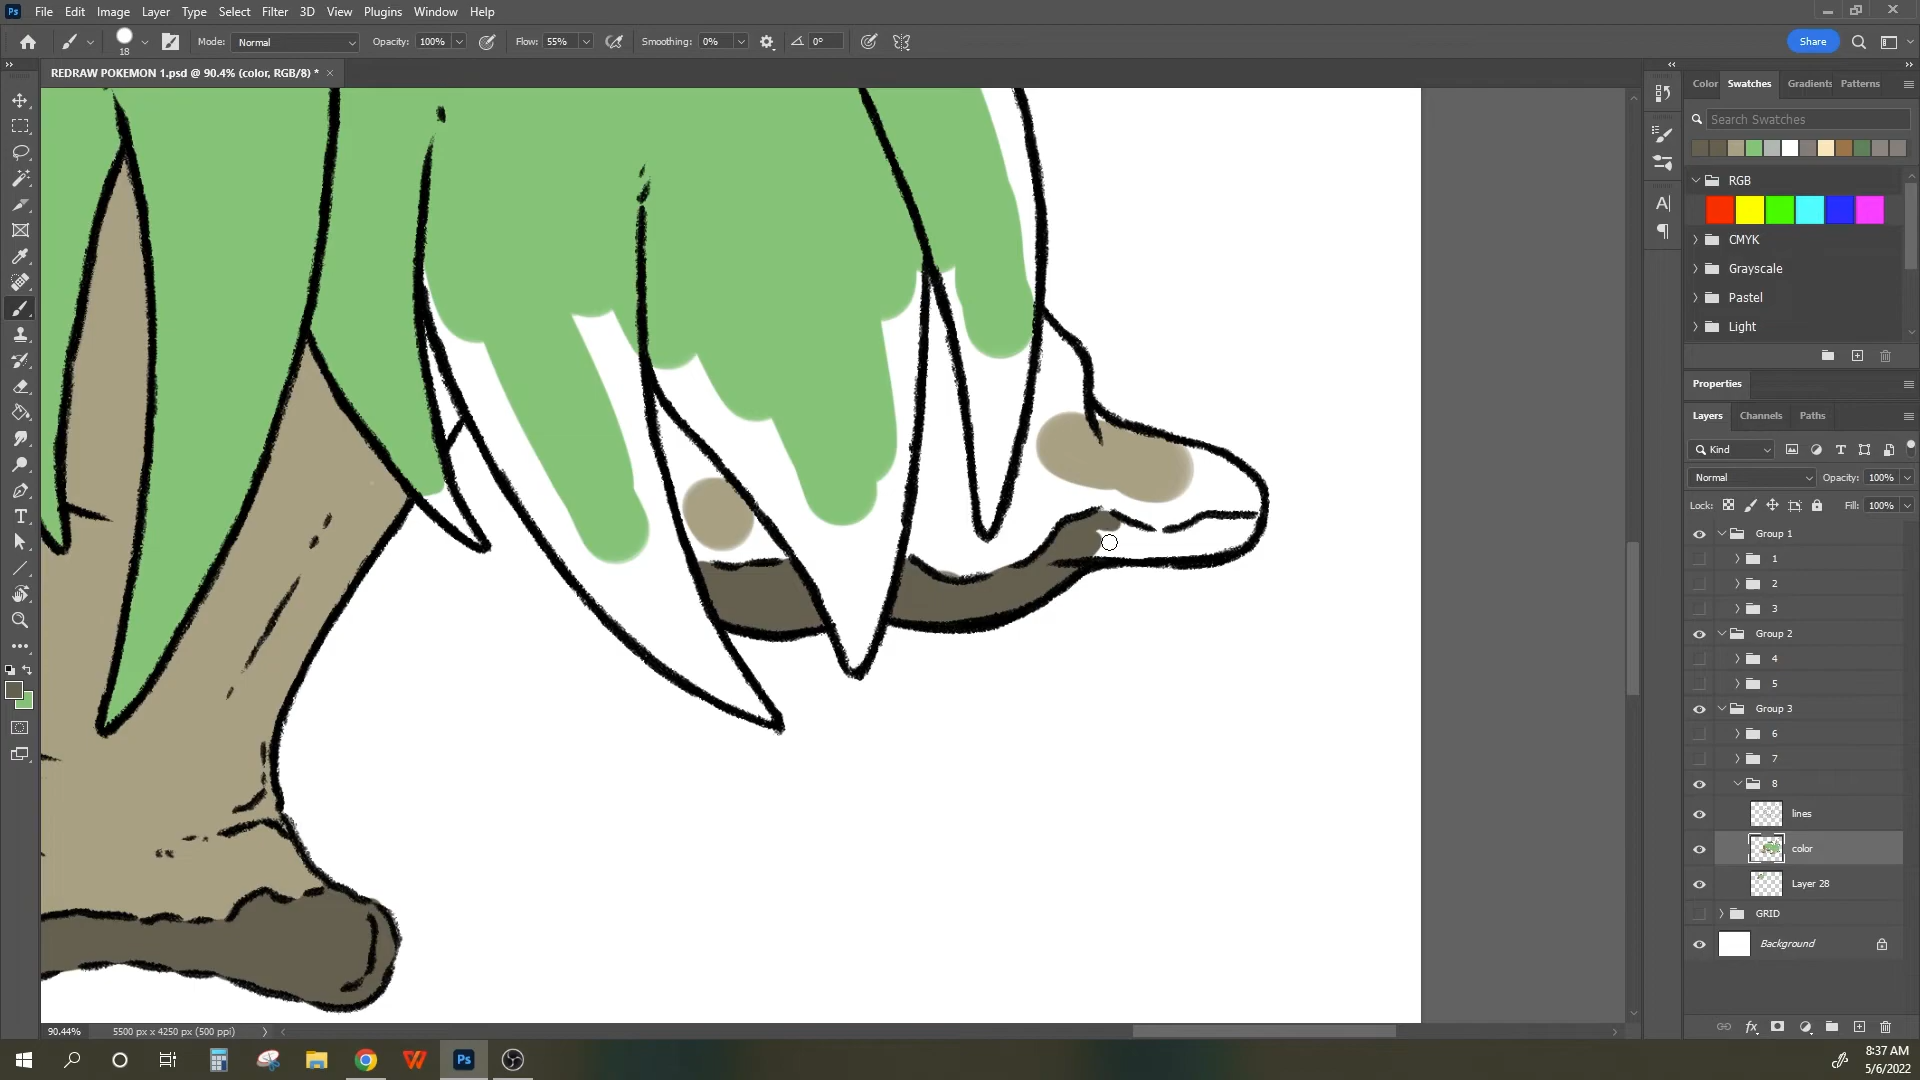 Ps File Edit Image Layer Type Select Filter 3D View Plugins Window Help
18 Mode: Normal Opacity: 100% Flow: 55% Smoothing: 0% 0° Share
REDRAW POKEMON 1.psd @ 90.4% (color, RGB/8) * ×
Color Swatches Gradients Patterns
Search Swatches
RGB
CMYK
Grayscale
Pastel
Light
Properties
Layers Channels Paths
Kind
Normal Opacity: 100%
Lock: Fill: 100%
Group 1
1
2
3
Group 2
4
5
Group 3
6
7
8
lines
color
Layer 28
GRID
Background
90.44% 5500 px x 4250 px (500 ppi)
fx
Ps
8:37 AM
5/6/2022